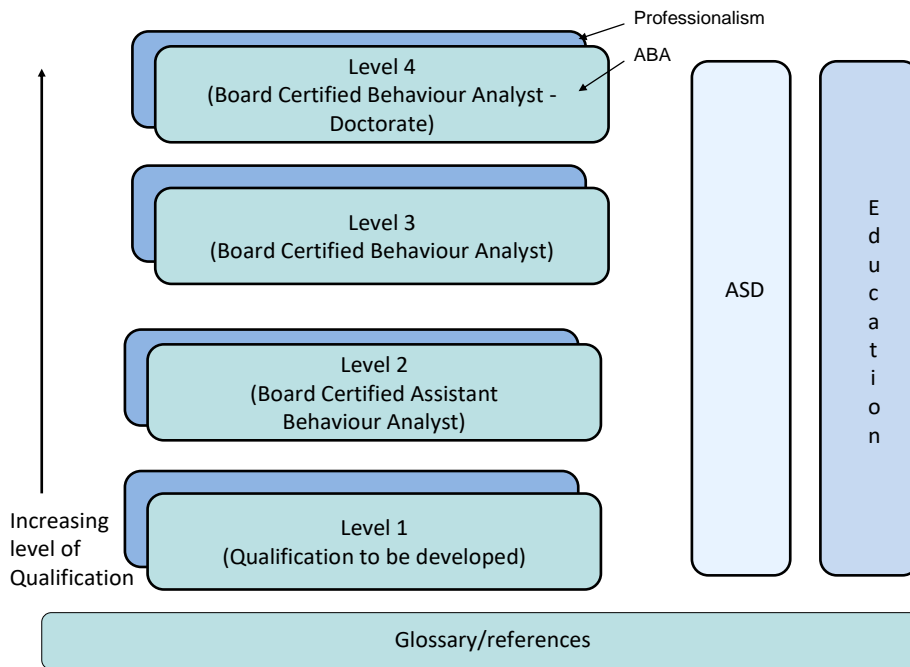 Professionalism
ABA
Level 4
(Board Certified Behaviour Analyst -
Doctorate)
Level 3
(Board Certified Behaviour Analyst)
Level 2
(Board Certified Assistant
Behaviour Analyst)
Level 1
(Qualification to be developed)
Increasing
level of
Qualification
ASD
E
d
u
c
a
t
i
o
n
Glossary/references